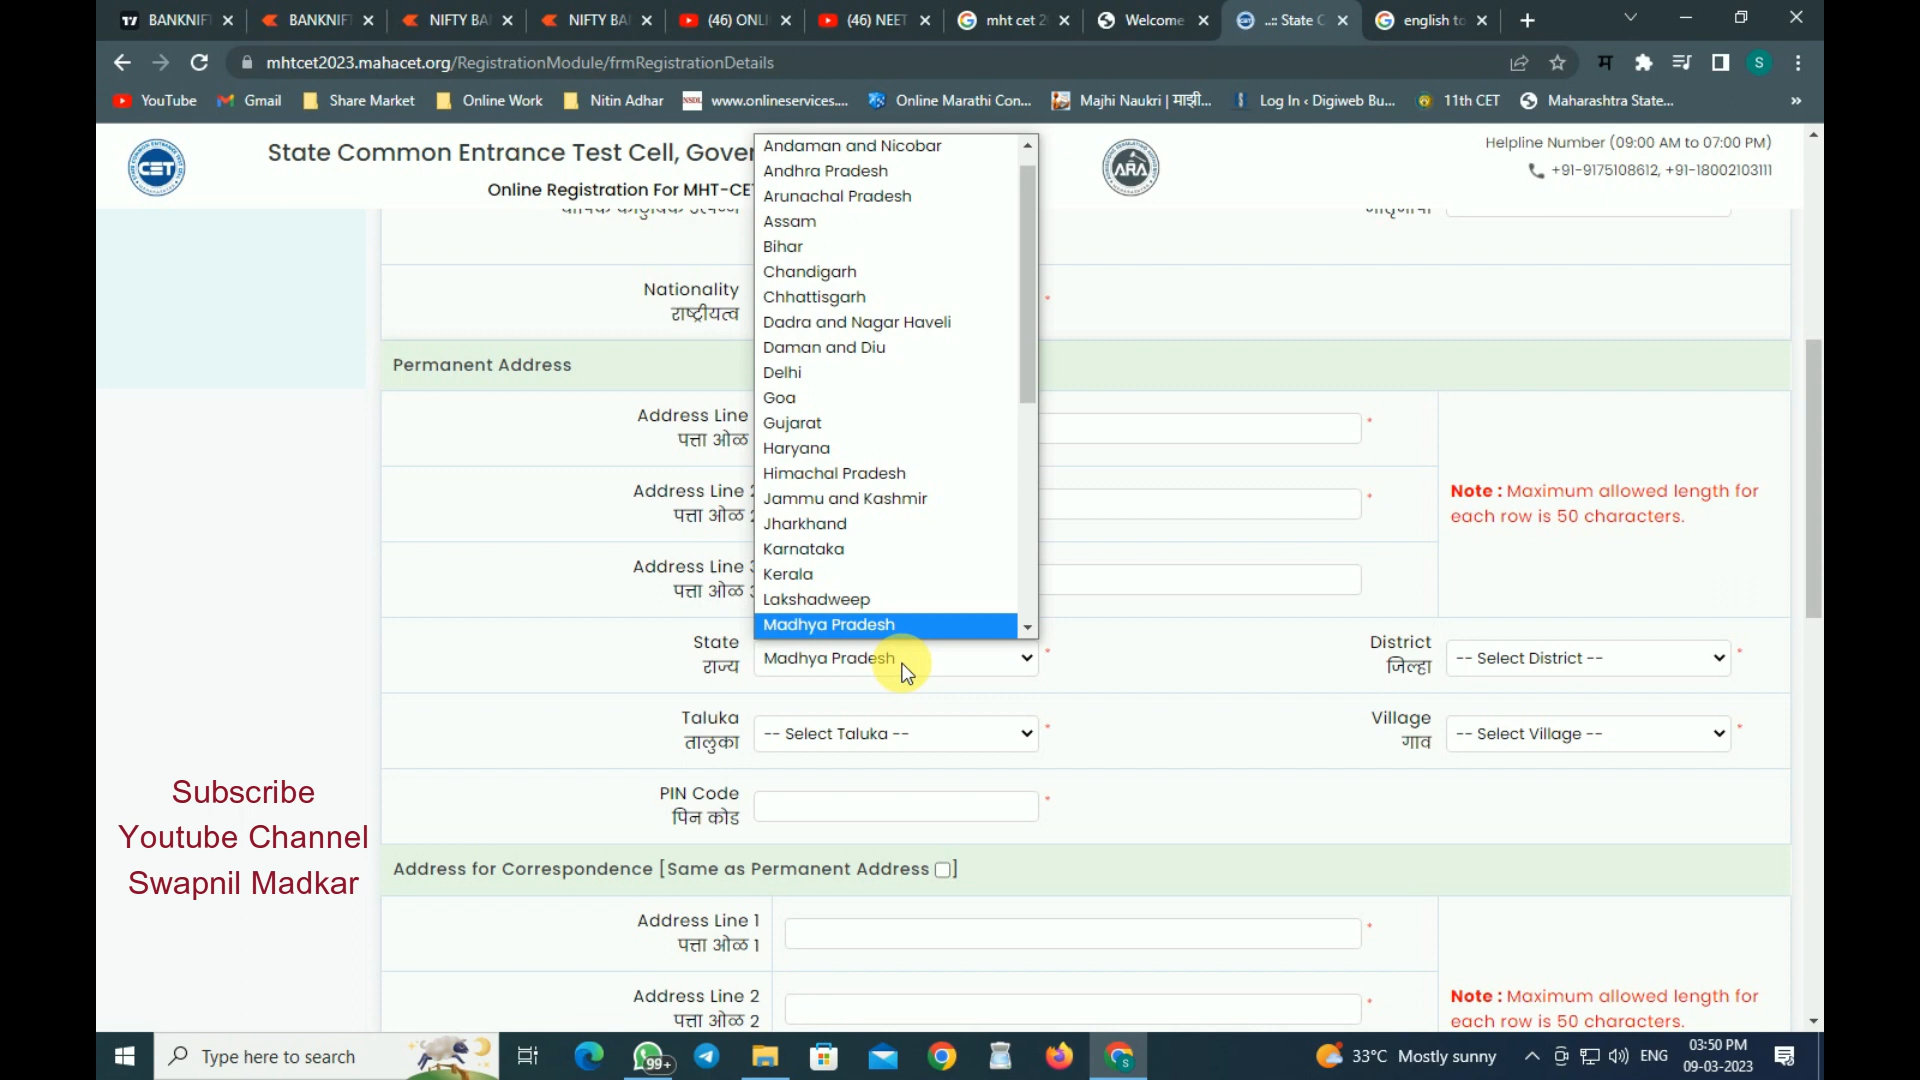 BANKNIF
BANKNIF
NIFTY BA
NIFTY BA
(46) ONLI
(46) NEET
mht cet 2
Welcome
..:: State C
english to
mhtcet2023.mahacet.org/RegistrationModule/frmRegistrationDetails
म
S
YouTube
Gmail
Share Market
Online Work
Nitin Adhar
NSDL
www.onlineservices....
Online Marathi Con...
Majhi Naukri | माझी...
Log In ‹ Digiweb Bu...
11th CET
Maharashtra State...
»
CET
State Common Entrance Test Cell, Gover
Online Registration For MHT-CE
ARA
Helpline Number (09:00 AM to 07:00 PM)
+91-9175108612, +91-18002103111
Andaman and Nicobar
Andhra Pradesh
Arunachal Pradesh
Assam
Bihar
Chandigarh
Chhattisgarh
Dadra and Nagar Haveli
Daman and Diu
Delhi
Goa
Gujarat
Haryana
Himachal Pradesh
Jammu and Kashmir
Jharkhand
Karnataka
Kerala
Lakshadweep
Madhya Pradesh
Nationality *
राष्ट्रीयत्व
Permanent Address
Address Line *
पत्ता ओळ
Address Line 2 *
पत्ता ओळ 2
Address Line 3
पत्ता ओळ 3
Note : Maximum allowed length for
each row is 50 characters.
State Madhya Pradesh *
राज्य
District -- Select District -- *
जिल्हा
Taluka -- Select Taluka -- *
तालुका
Village -- Select Village -- *
गाव
PIN Code *
पिन कोड
Address for Correspondence [Same as Permanent Address ]
Address Line 1 *
पत्ता ओळ 1
Address Line 2 *
पत्ता ओळ 2
Note : Maximum allowed length for
each row is 50 characters.
Subscribe
Youtube Channel
Swapnil Madkar
Type here to search
99+
S
33°C Mostly sunny
ENG
03:50 PM
09-03-2023